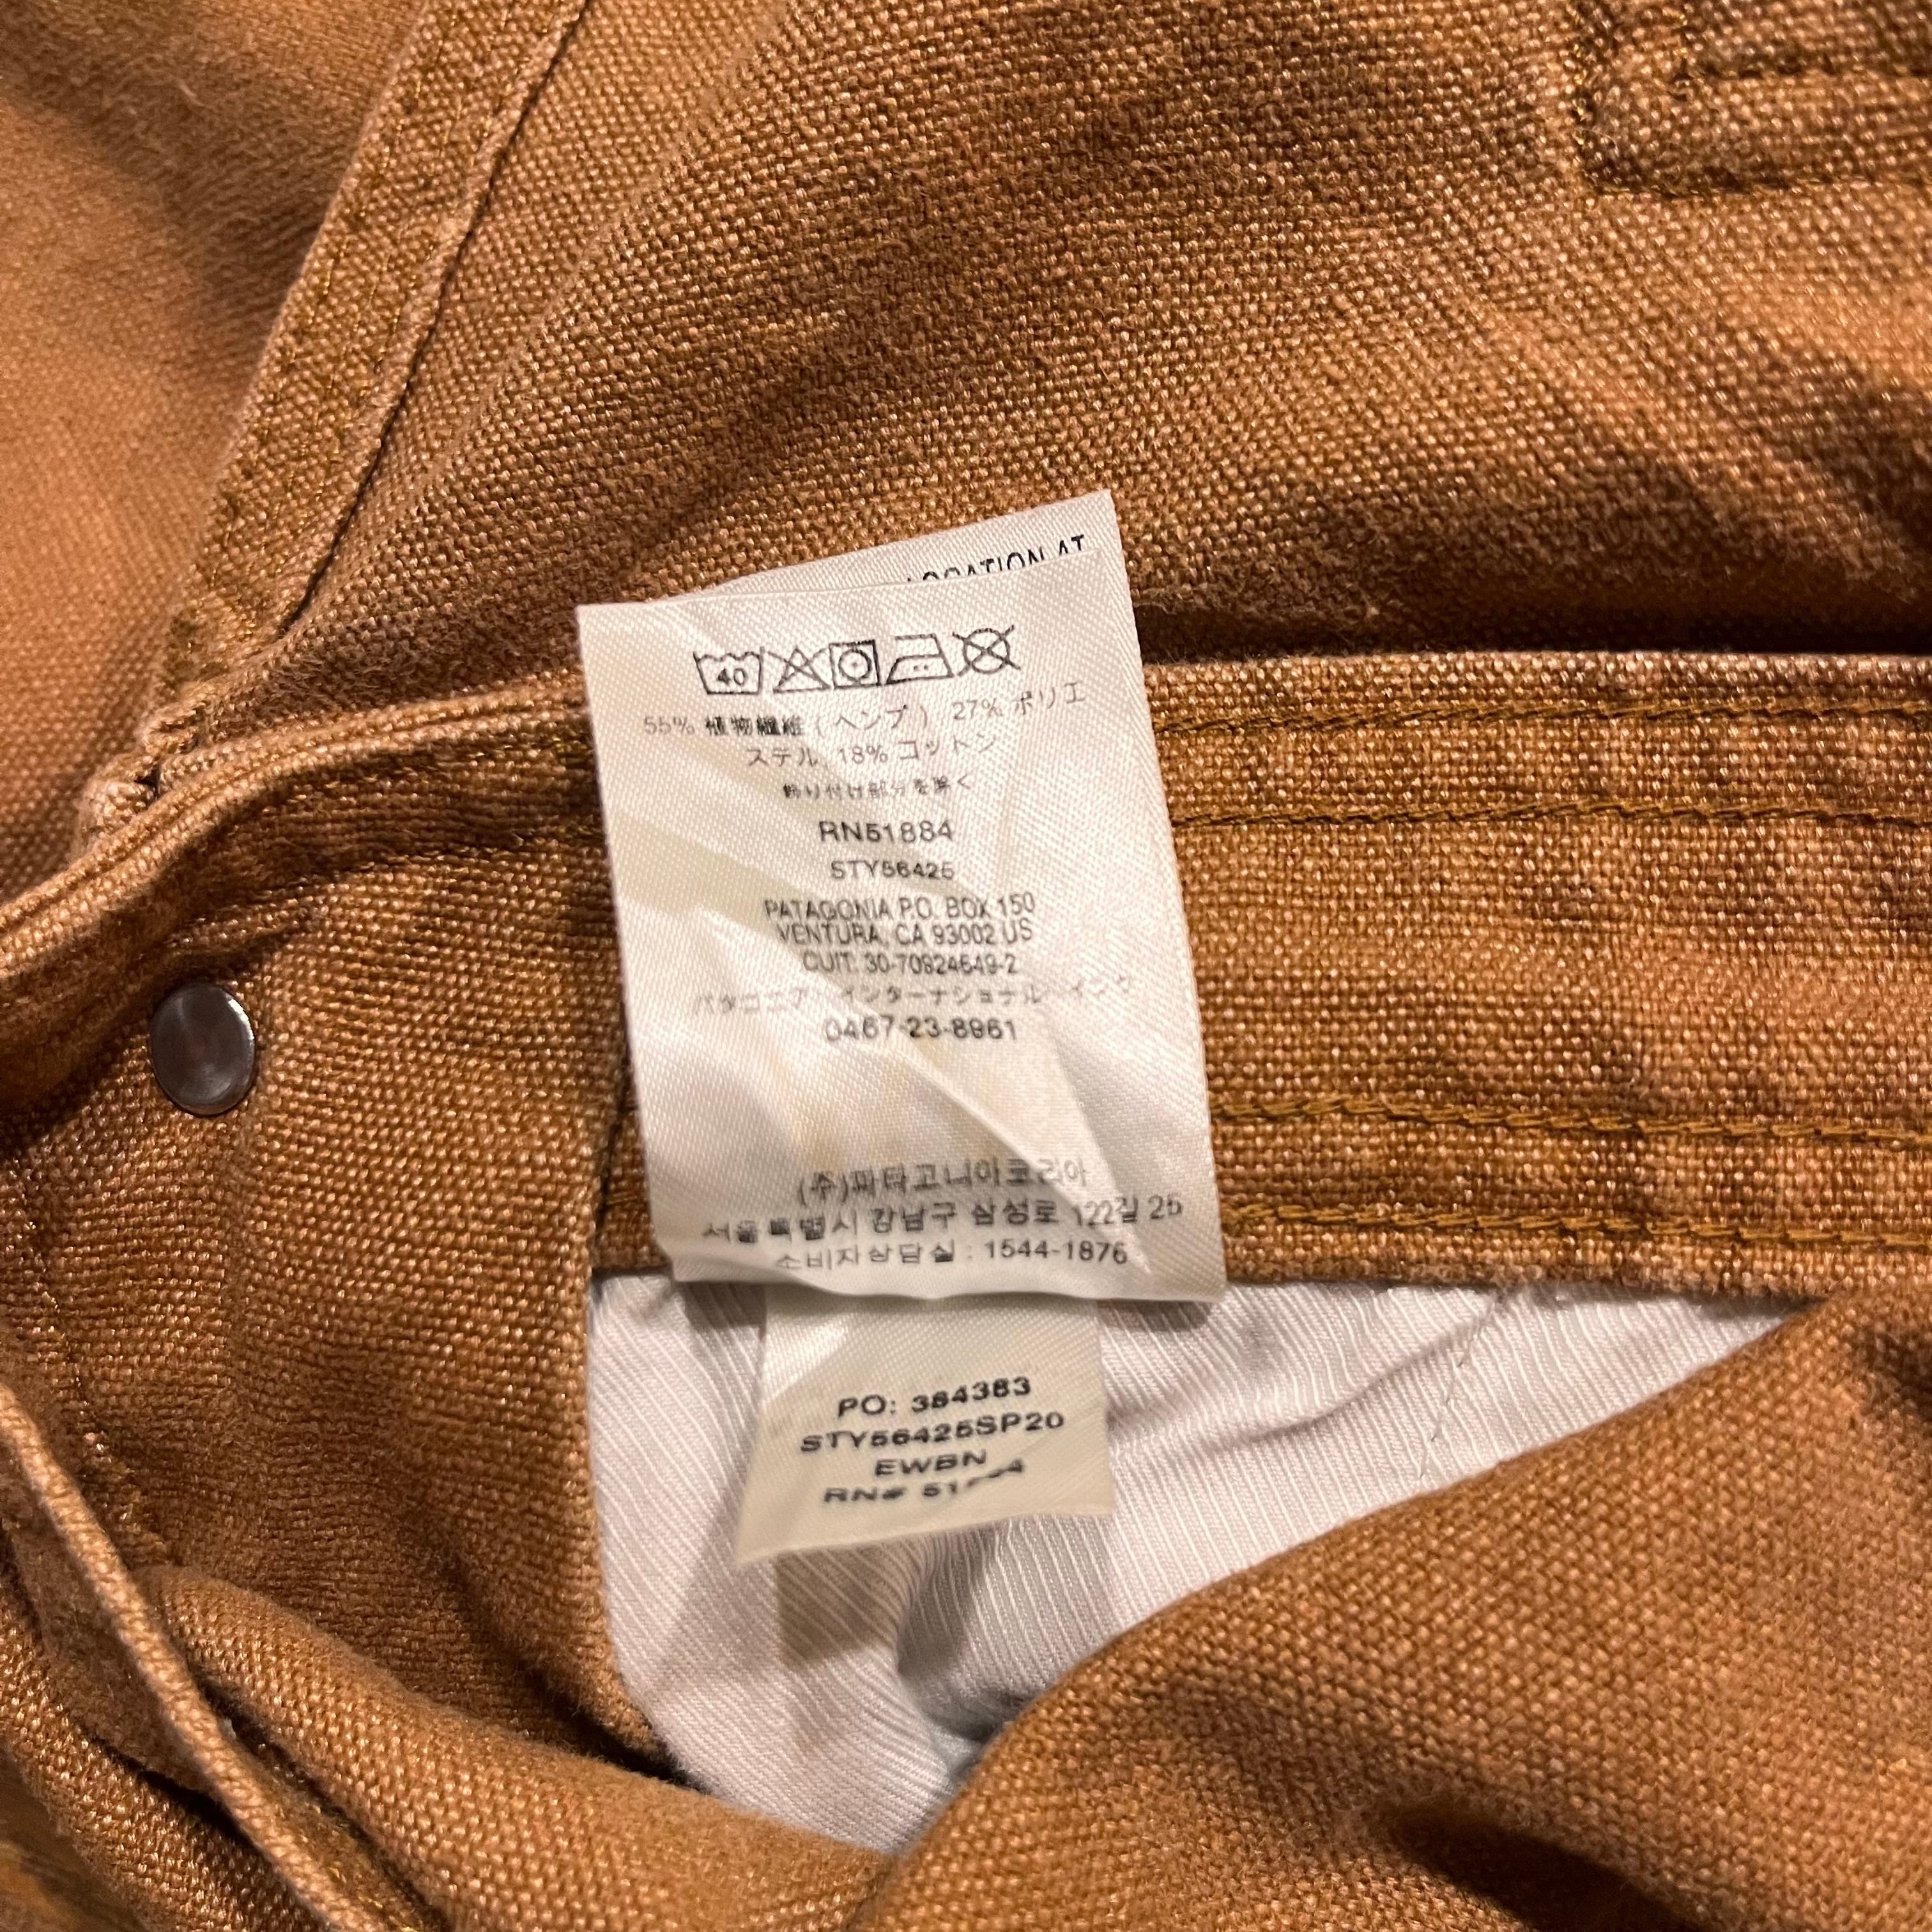 LOCATION AT
40
55% 植物繊維(ヘンプ), 27% ポリエ
ステル, 18% コットン
飾り付け部分を除く
RN51884
STY56425
PATAGONIA P.O. BOX 150
VENTURA, CA 93002 US
CUIT: 30-70924649-2
パタゴニア・インターナショナル・インク
0467-23-8961
(주)파타고니아코리아
서울특별시 강남구 삼성로 122길 25
소비자상담실 : 1544-1876
PO: 384383
STY56425SP20
EWBN
RN# 51884